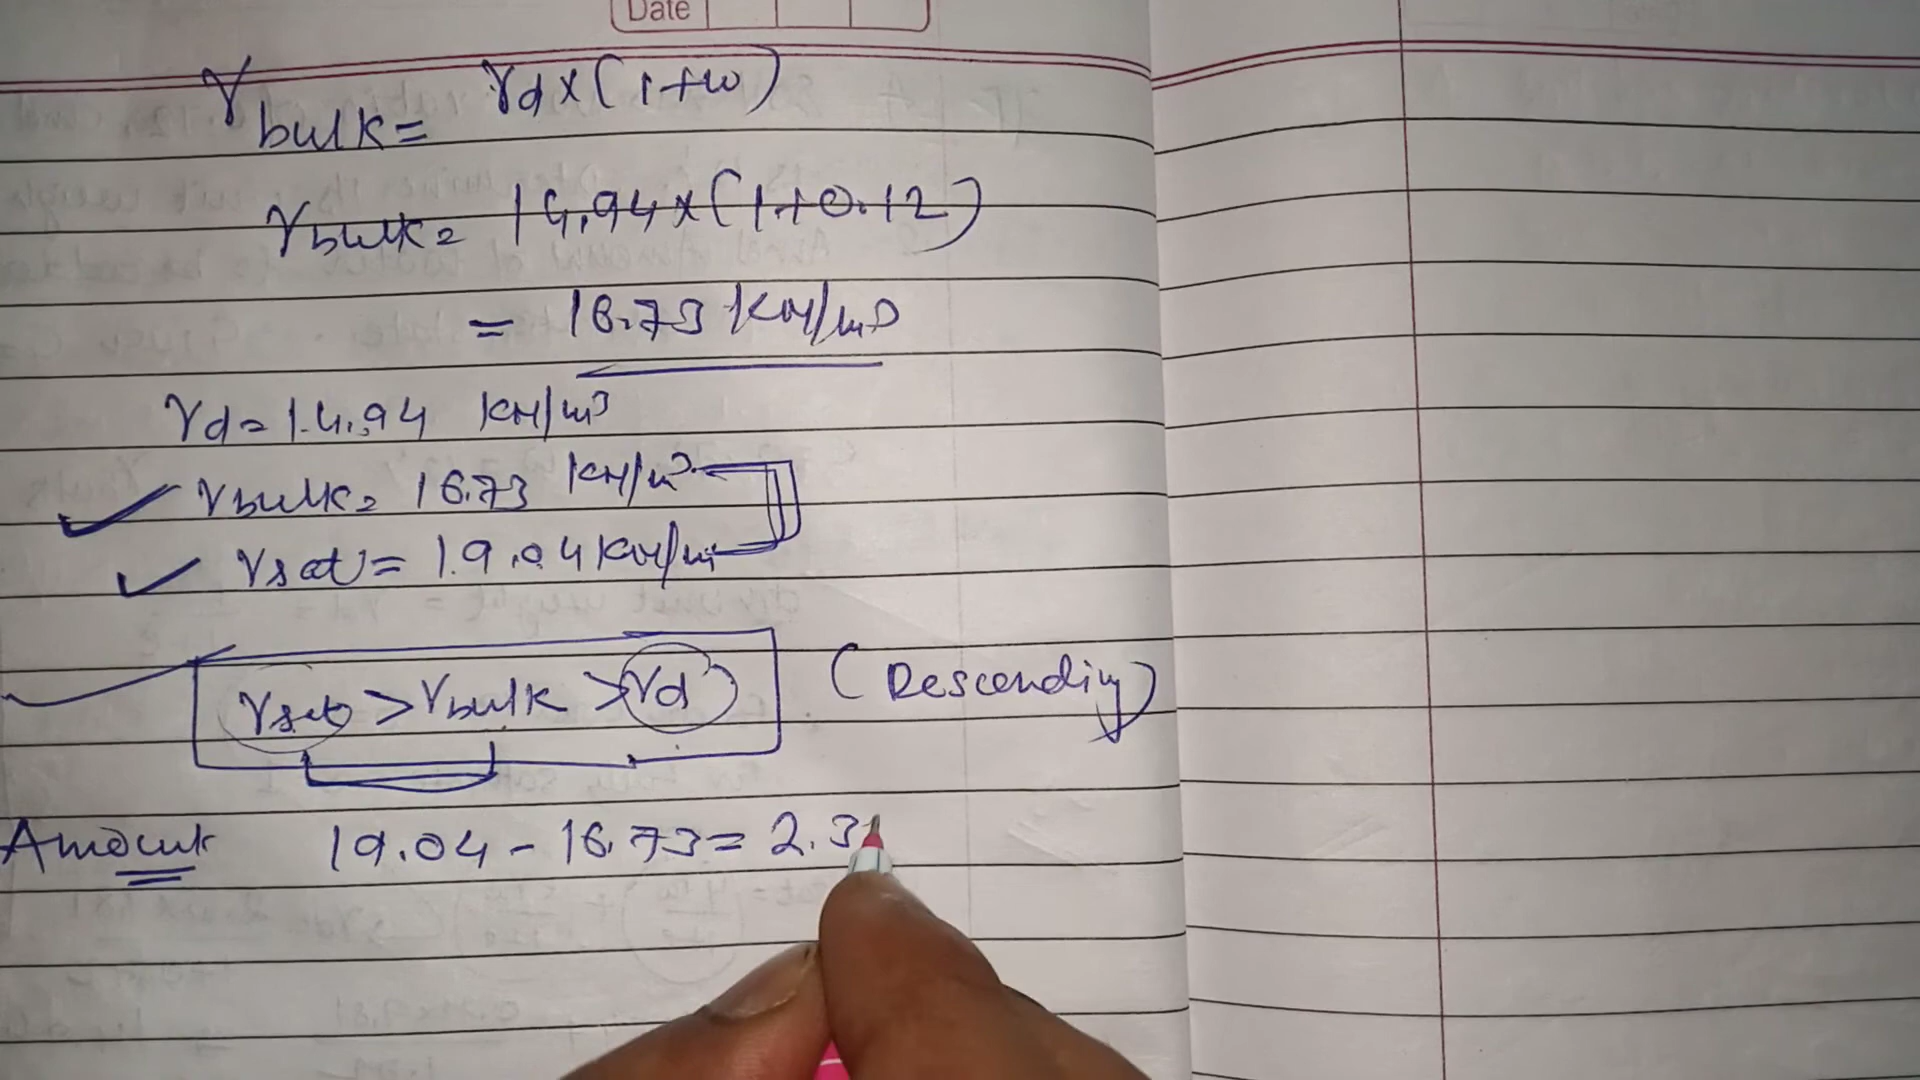 Date
γbulk = γd×(1+w)
γbulk = 14.94×(1+0.12)
= 16.73 KN/m3
γd = 14.94 KN/m3
γbulk = 16.73 KN/m3
γsat = 19.04 KN/m
γsat > γbulk > γd (Descending)
Amount 19.04 - 16.73 = 2.31